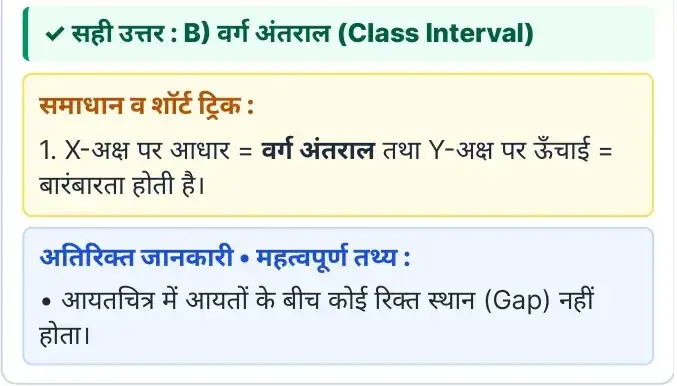 ✓ सही उत्तर : B) वर्ग अंतराल (Class Interval)
समाधान व शॉर्ट ट्रिक :
1. X-अक्ष पर आधार = वर्ग अंतराल तथा Y-अक्ष पर ऊँचाई =
बारंबारता होती है।
अतिरिक्त जानकारी • महत्वपूर्ण तथ्य :
• आयतचित्र में आयतों के बीच कोई रिक्त स्थान (Gap) नहीं
होता।